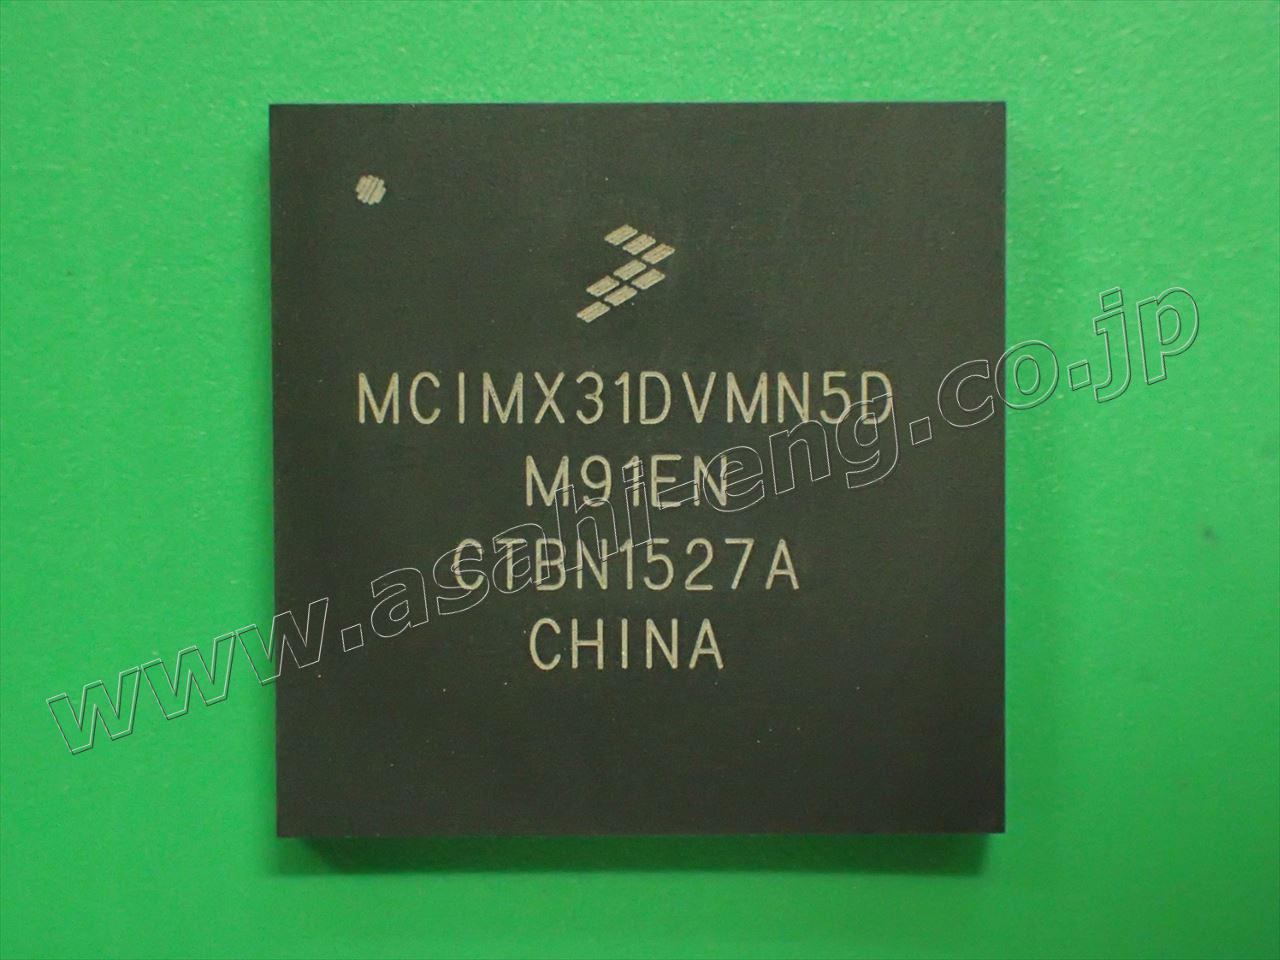 MCIMX31DVMN5D
M91EN
CTBN1527A
CHINA
www.asahi-eng.co.jp